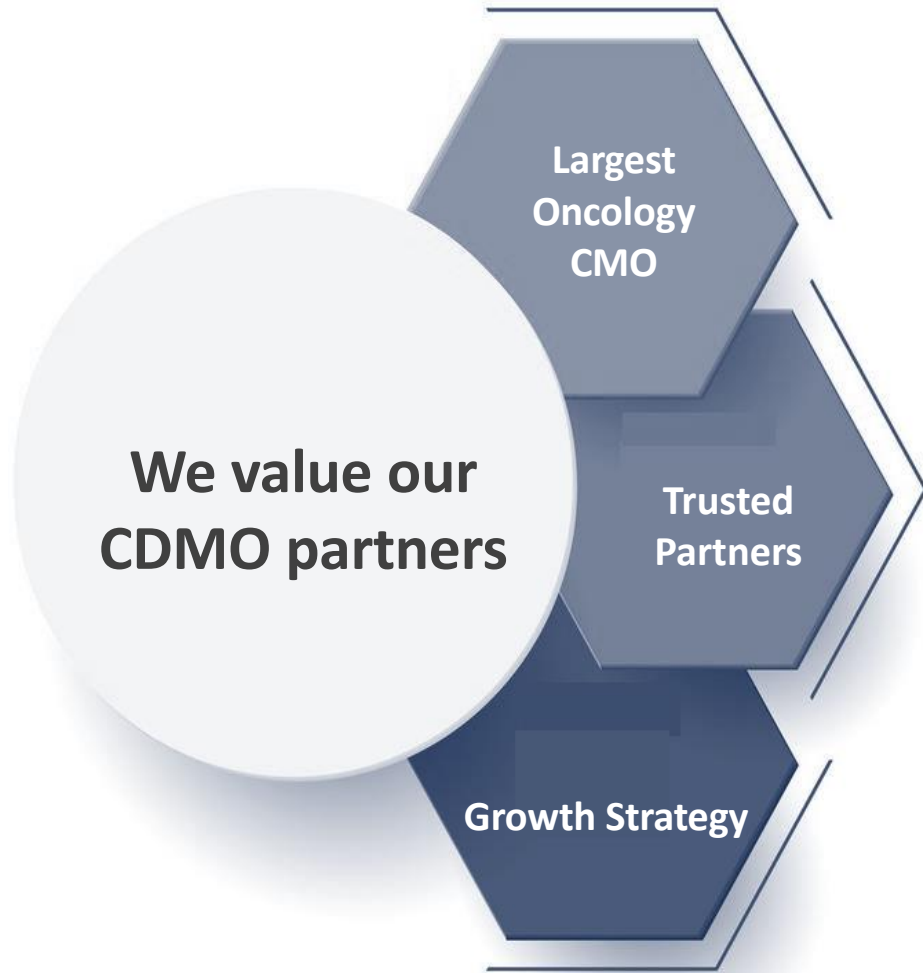 Largest
Oncology
CMO
We value our
CDMO partners
Trusted
Partners
Growth Strategy